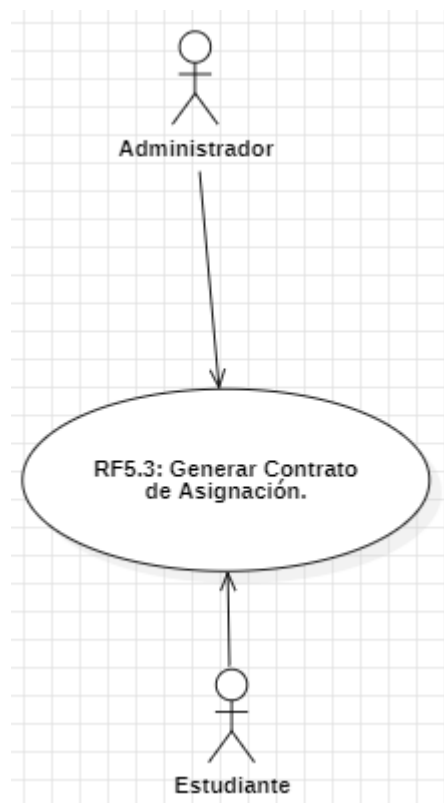 Administrador
RF5.3: Generar Contrato
de Asignación.
Estudiante